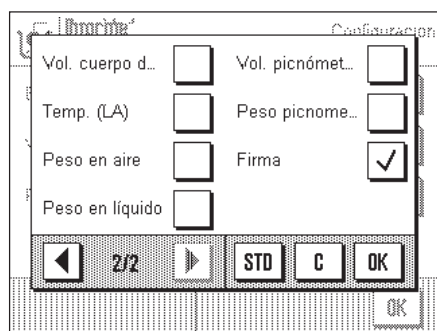 Configuracion
Vol. cuerpo d...
Vol. picnómet...
Temp. (LA)
Peso picnome...
Peso en aire
Firma
Peso en líquido
2/2
STD
C
OK
OK